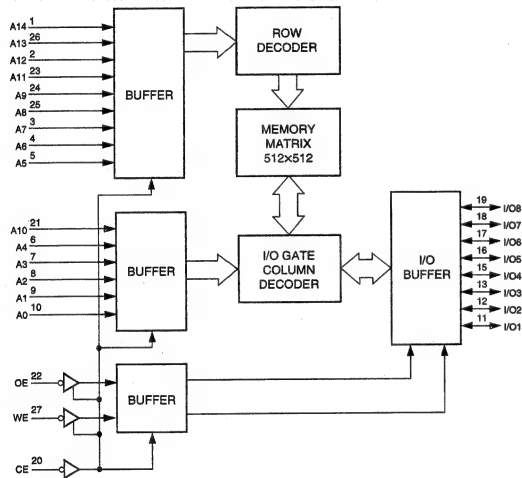 A14 1
A13 26
A12 2
A11 23
A9 24
A8 25
A7 3
A6 4
A5 5
BUFFER
ROW
DECODER
MEMORY
MATRIX
512×512
A10 21
A4 6
A3 7
A2 8
A1 9
A0 10
BUFFER
I/O GATE
COLUMN
DECODER
I/O
BUFFER
19 I/O8
18 I/O7
17 I/O6
16 I/O5
15 I/O4
13 I/O3
12 I/O2
11 I/O1
OE 22
WE 27
CE 20
BUFFER